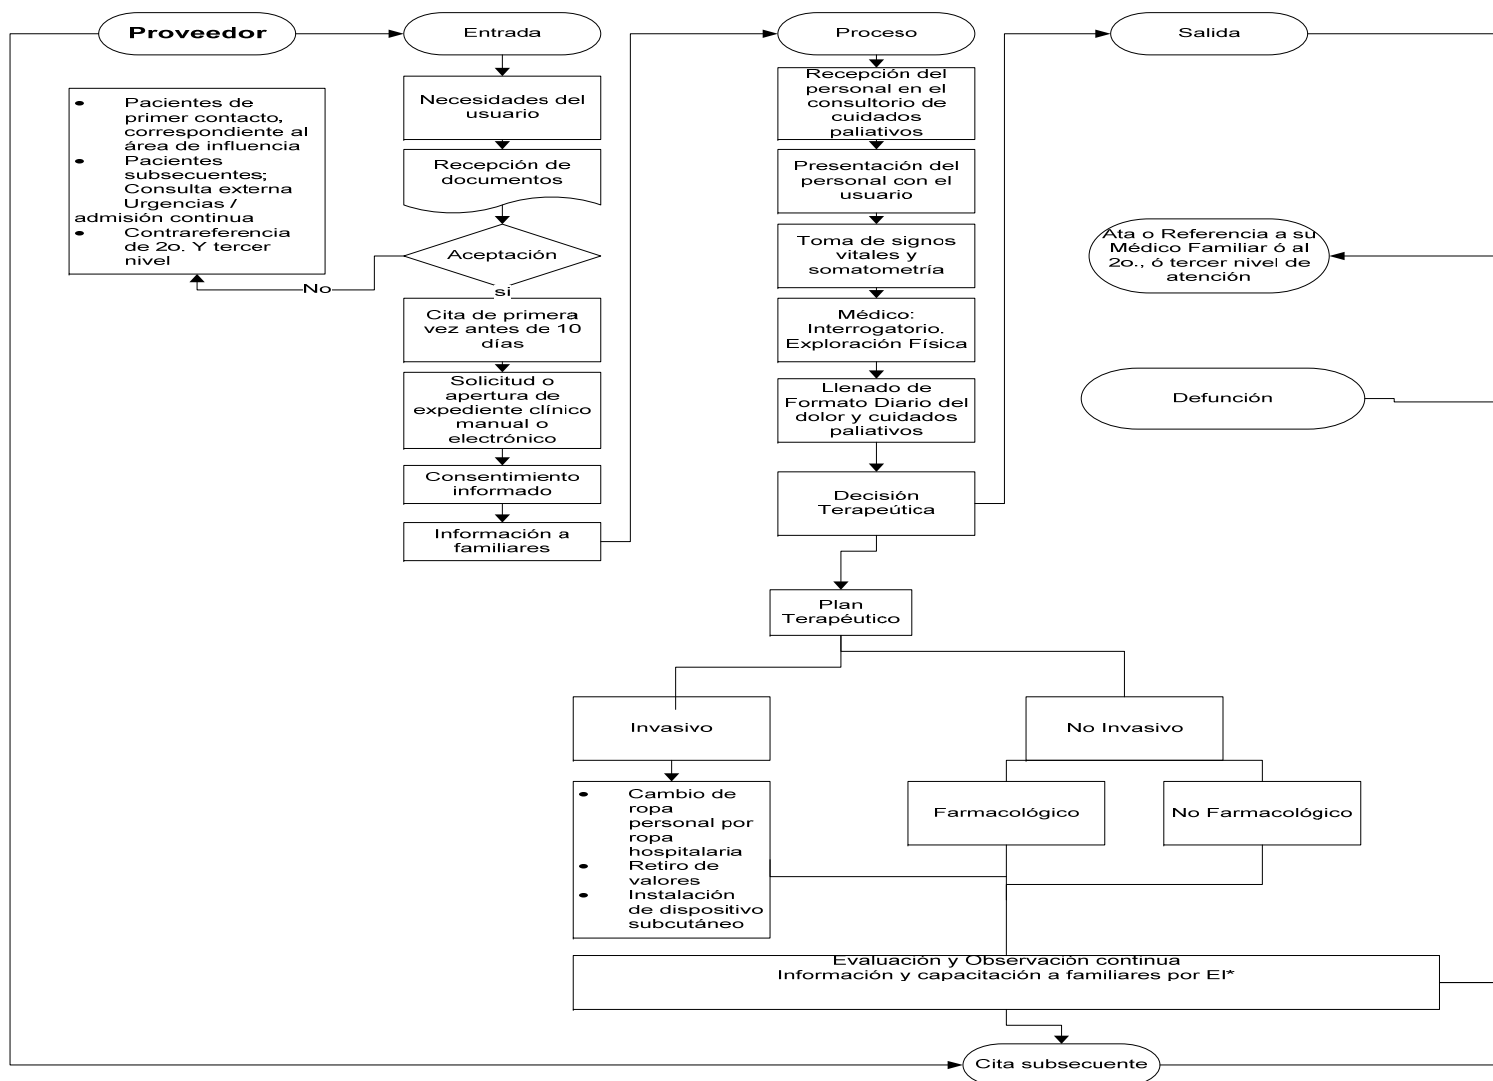 Proveedor
Entrada
Proceso
Salida
• Pacientes de
primer contacto,
correspondiente al
área de influencia
• Pacientes
subsecuentes;
Consulta externa
Urgencias /
admisión continua
• Contrareferencia
de 2o. Y tercer
nivel
Necesidades del
usuario
Recepción de
documentos
Aceptación
No
si
Cita de primera
vez antes de 10
días
Solicitud o
apertura de
expediente clínico
manual o
electrónico
Consentimiento
informado
Información a
familiares
Recepción del
personal en el
consultorio de
cuidados
paliativos
Presentación del
personal con el
usuario
Toma de signos
vitales y
somatometría
Médico:
Interrogatorio.
Exploración Física
Llenado de
Formato Diario del
dolor y cuidados
paliativos
Decisión
Terapeútica
Ata o Referencia a su
Médico Familiar ó al
2o., ó tercer nivel de
atención
Defunción
Plan
Terapéutico
Invasivo
No Invasivo
• Cambio de
ropa
personal por
ropa
hospitalaria
• Retiro de
valores
• Instalación
de dispositivo
subcutáneo
Farmacológico
No Farmacológico
Evaluación y Observación continua
Información y capacitación a familiares por EI*
Cita subsecuente